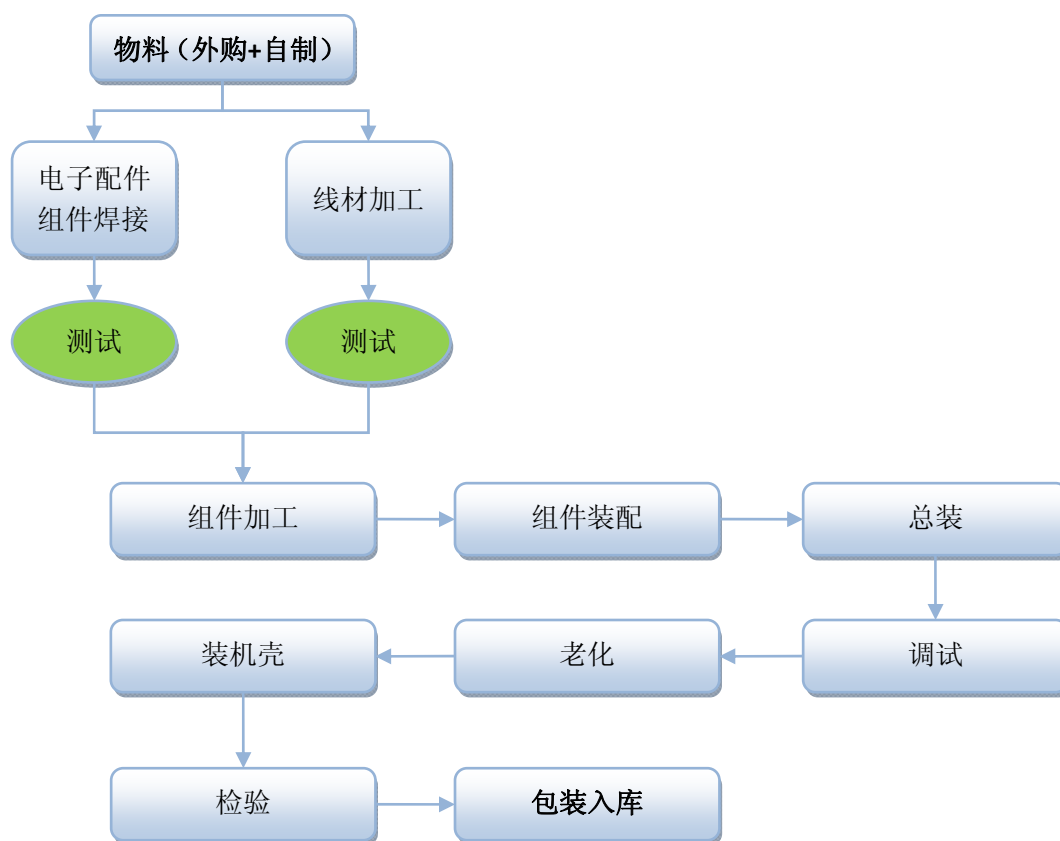 物料（外购+自制）
电子配件
组件焊接
线材加工
测试
测试
组件加工
组件装配
总装
装机壳
老化
调试
检验
包装入库